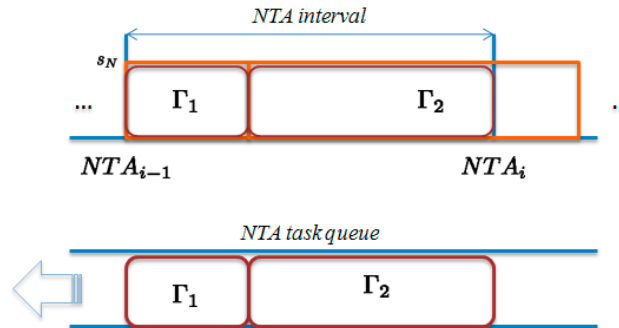 NTA interval
s_N
... Γ₁ Γ₂ .
NTA_{i−1} NTA_i
NTA task queue
Γ₁ Γ₂